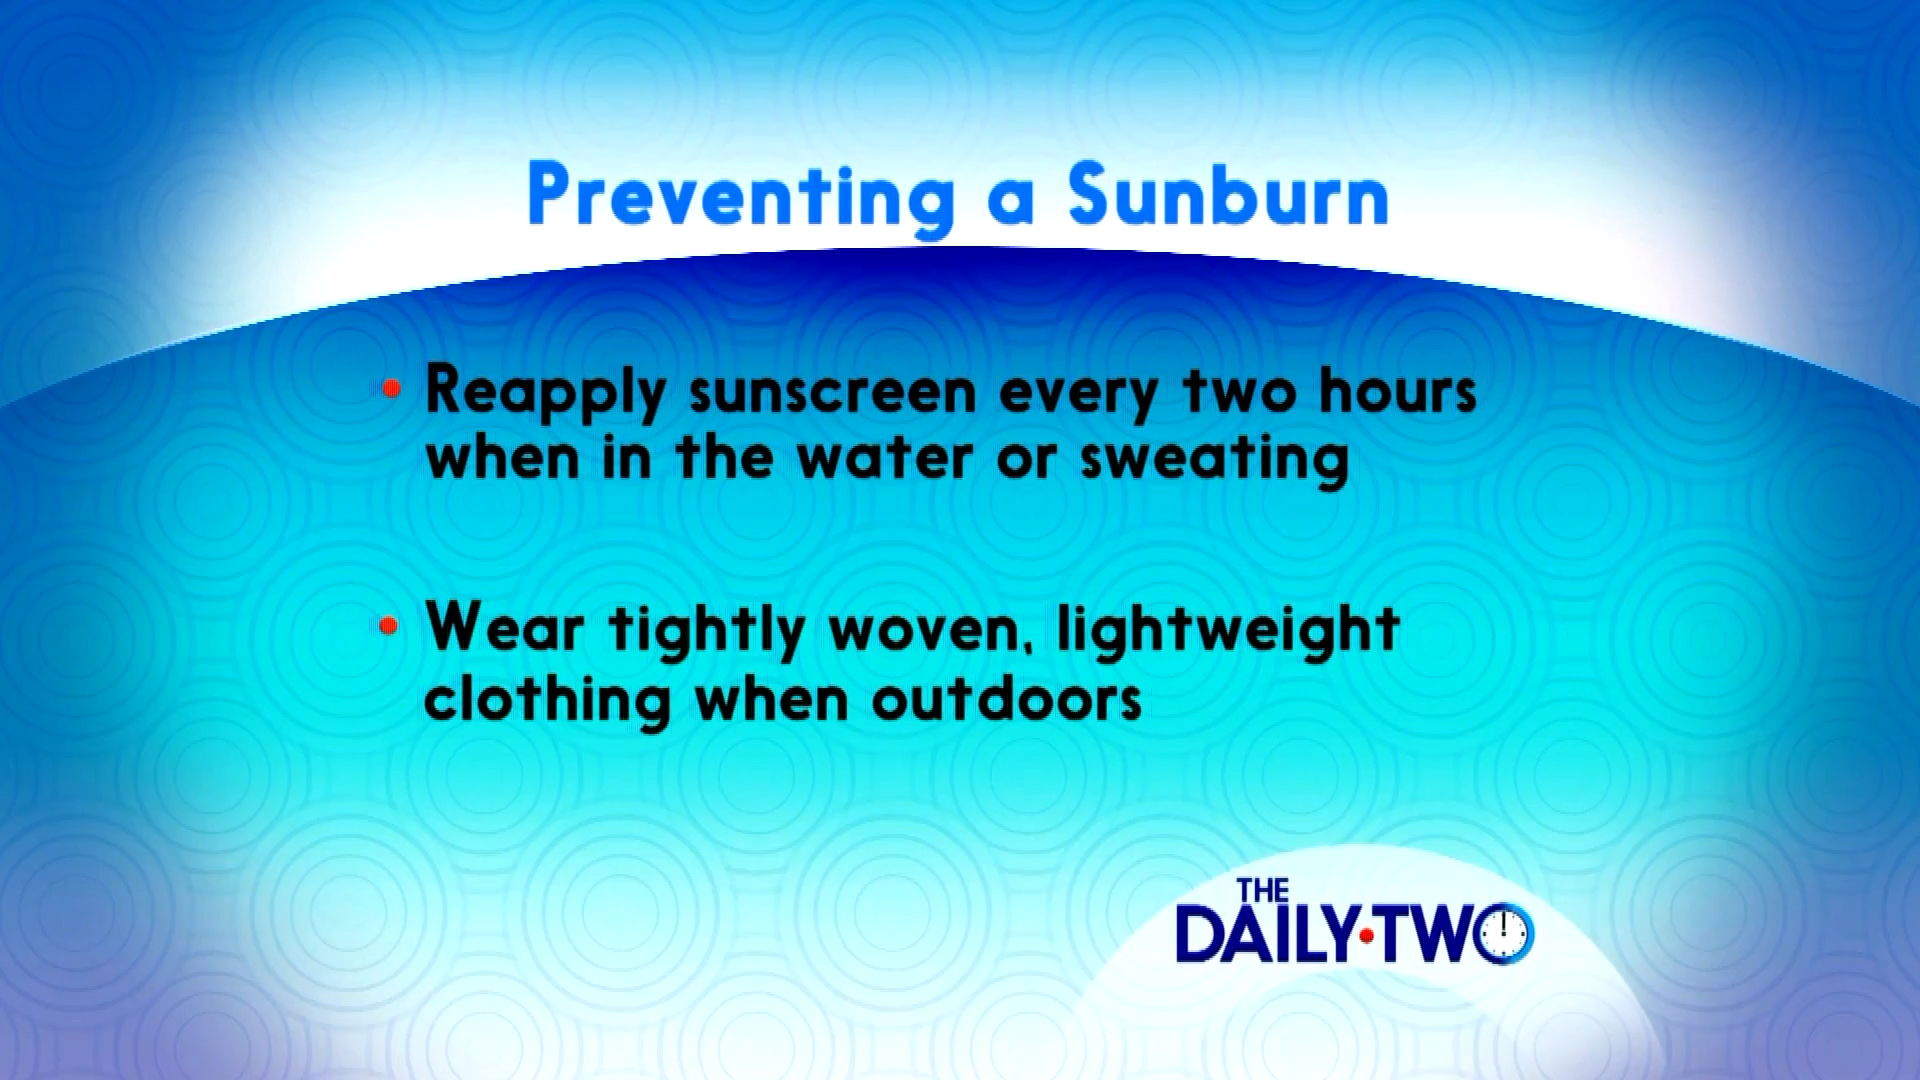 Preventing a Sunburn
• Reapply sunscreen every two hours
when in the water or sweating
• Wear tightly woven, lightweight
clothing when outdoors
THE
DAILY•TWO